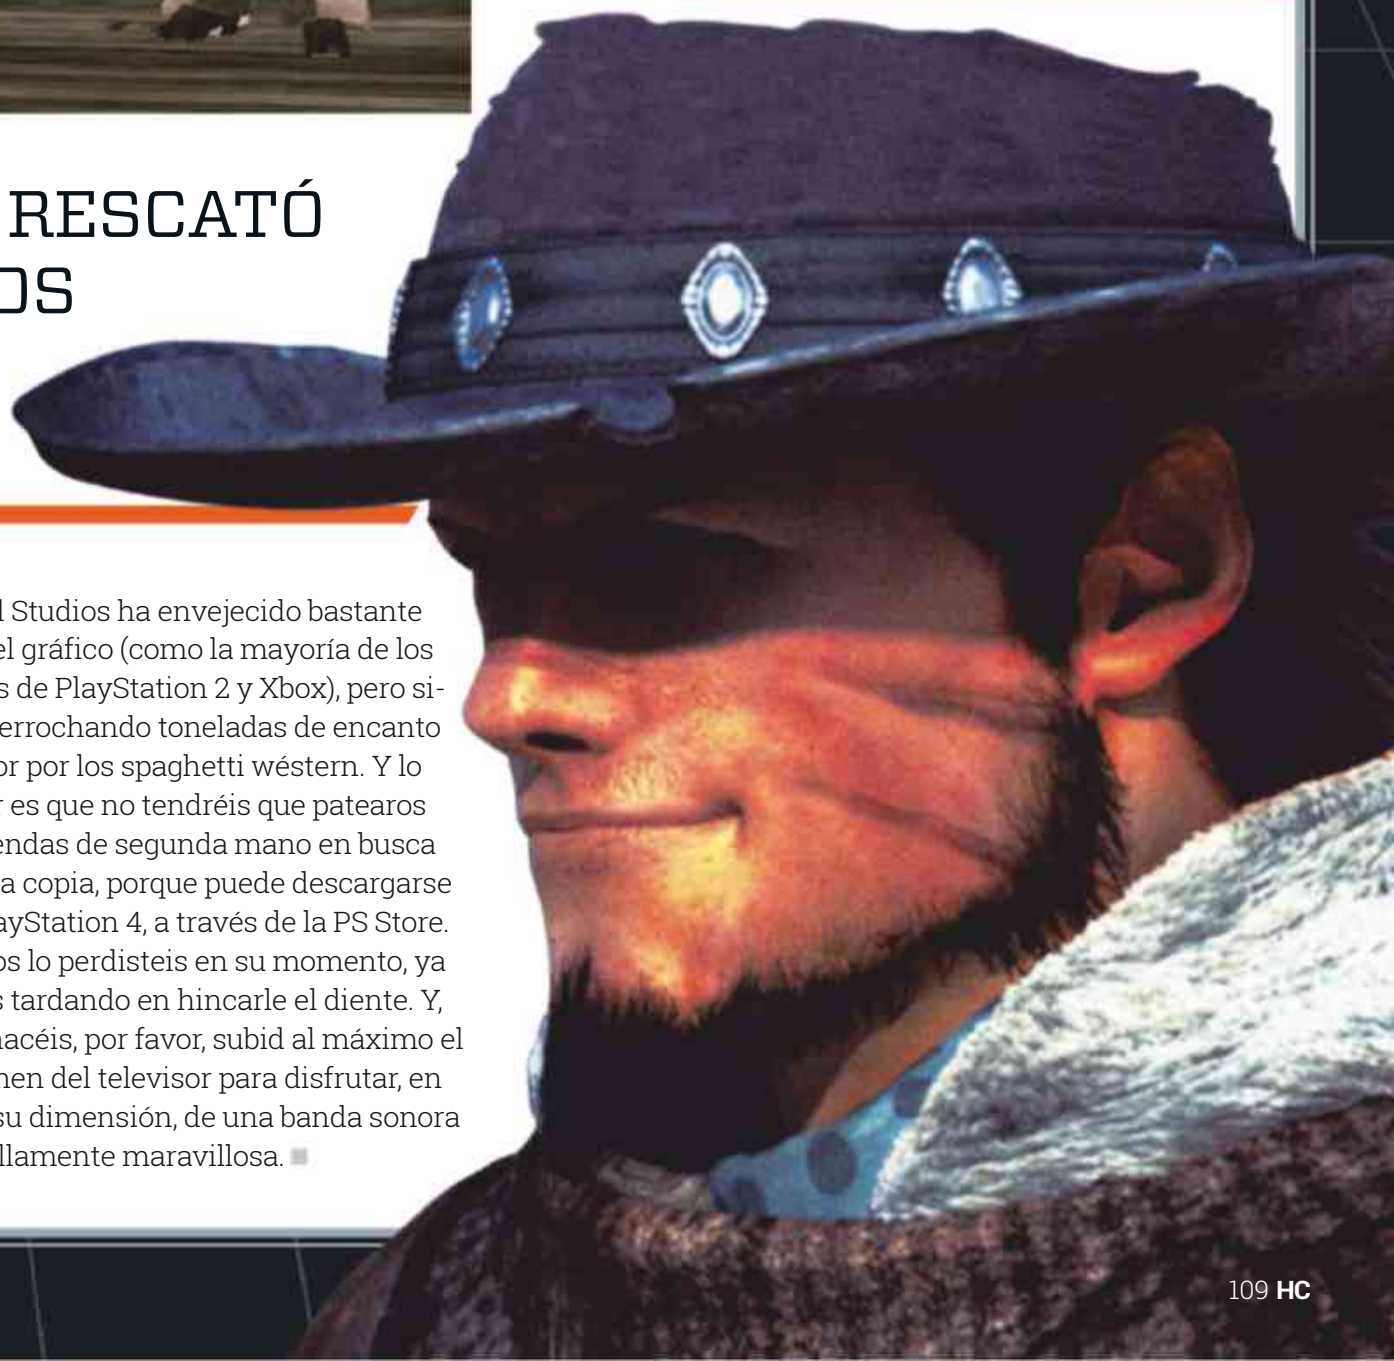 RESCATÓ
OS
l Studios ha envejecido bastante
el gráfico (como la mayoría de los
s de PlayStation 2 y Xbox), pero si-
errochando toneladas de encanto
or por los spaghetti wéstern. Y lo
r es que no tendréis que patearos
endas de segunda mano en busca
a copia, porque puede descargarse
ayStation 4, a través de la PS Store.
os lo perdisteis en su momento, ya
s tardando en hincarle el diente. Y,
hacéis, por favor, subid al máximo el
nen del televisor para disfrutar, en
su dimensión, de una banda sonora
llamente maravillosa.
109 HC